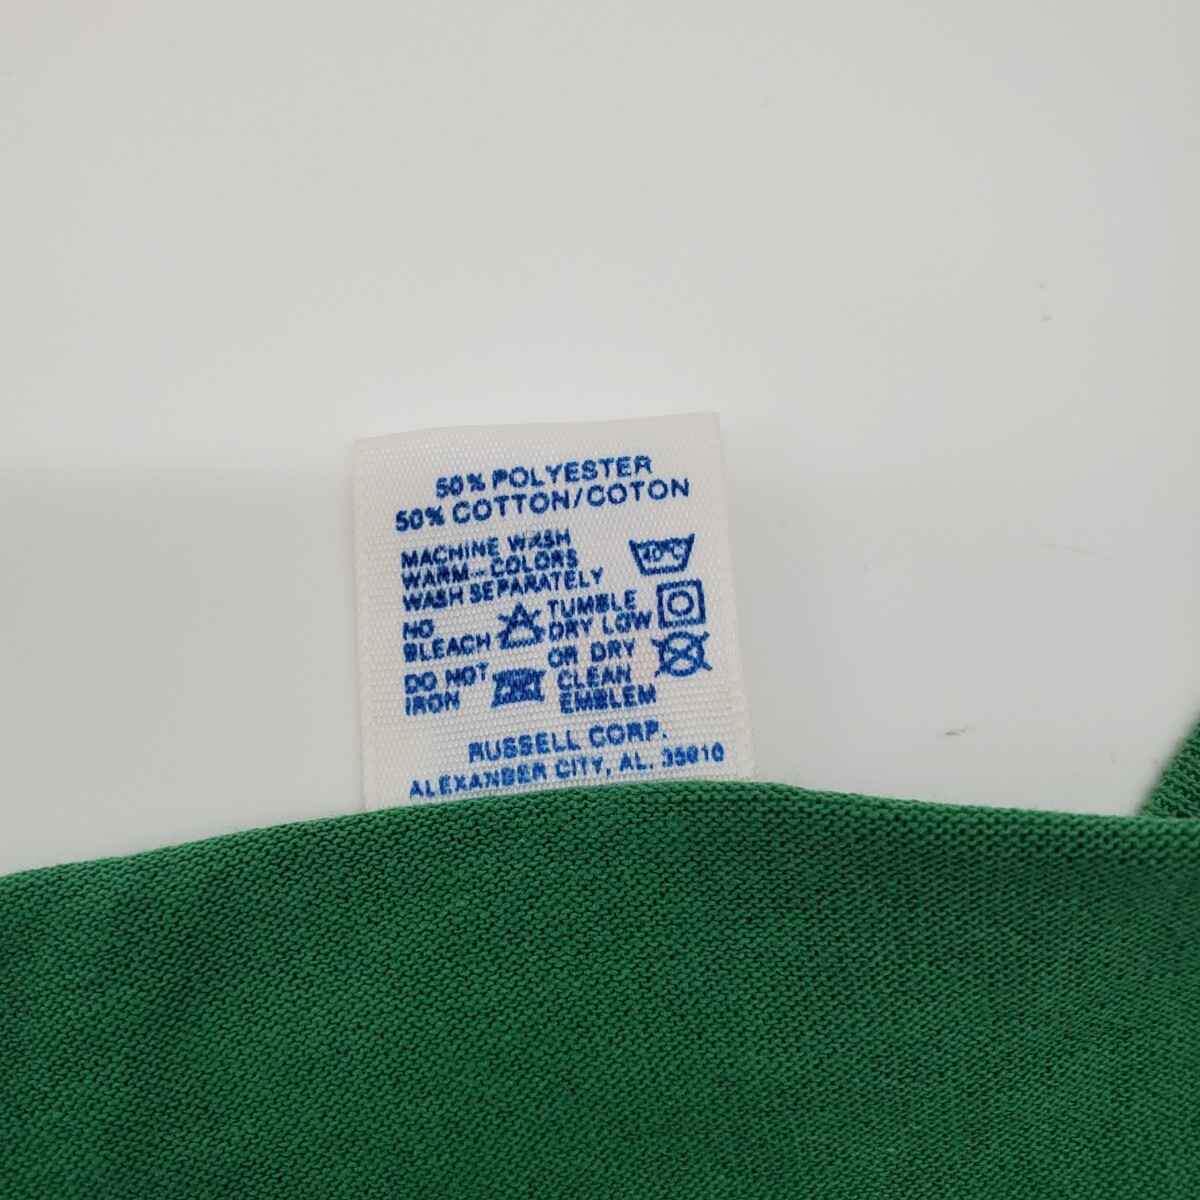 50% POLYESTER
50% COTTON/COTON
MACHINE WASH
WARM—COLORS
WASH SEPARATELY
40°C
NO
BLEACH
DO NOT
IRON
TUMBLE
DRY LOW
OR DRY
CLEAN
EMBLEM
RUSSELL CORP.
ALEXANDER CITY, AL. 35010